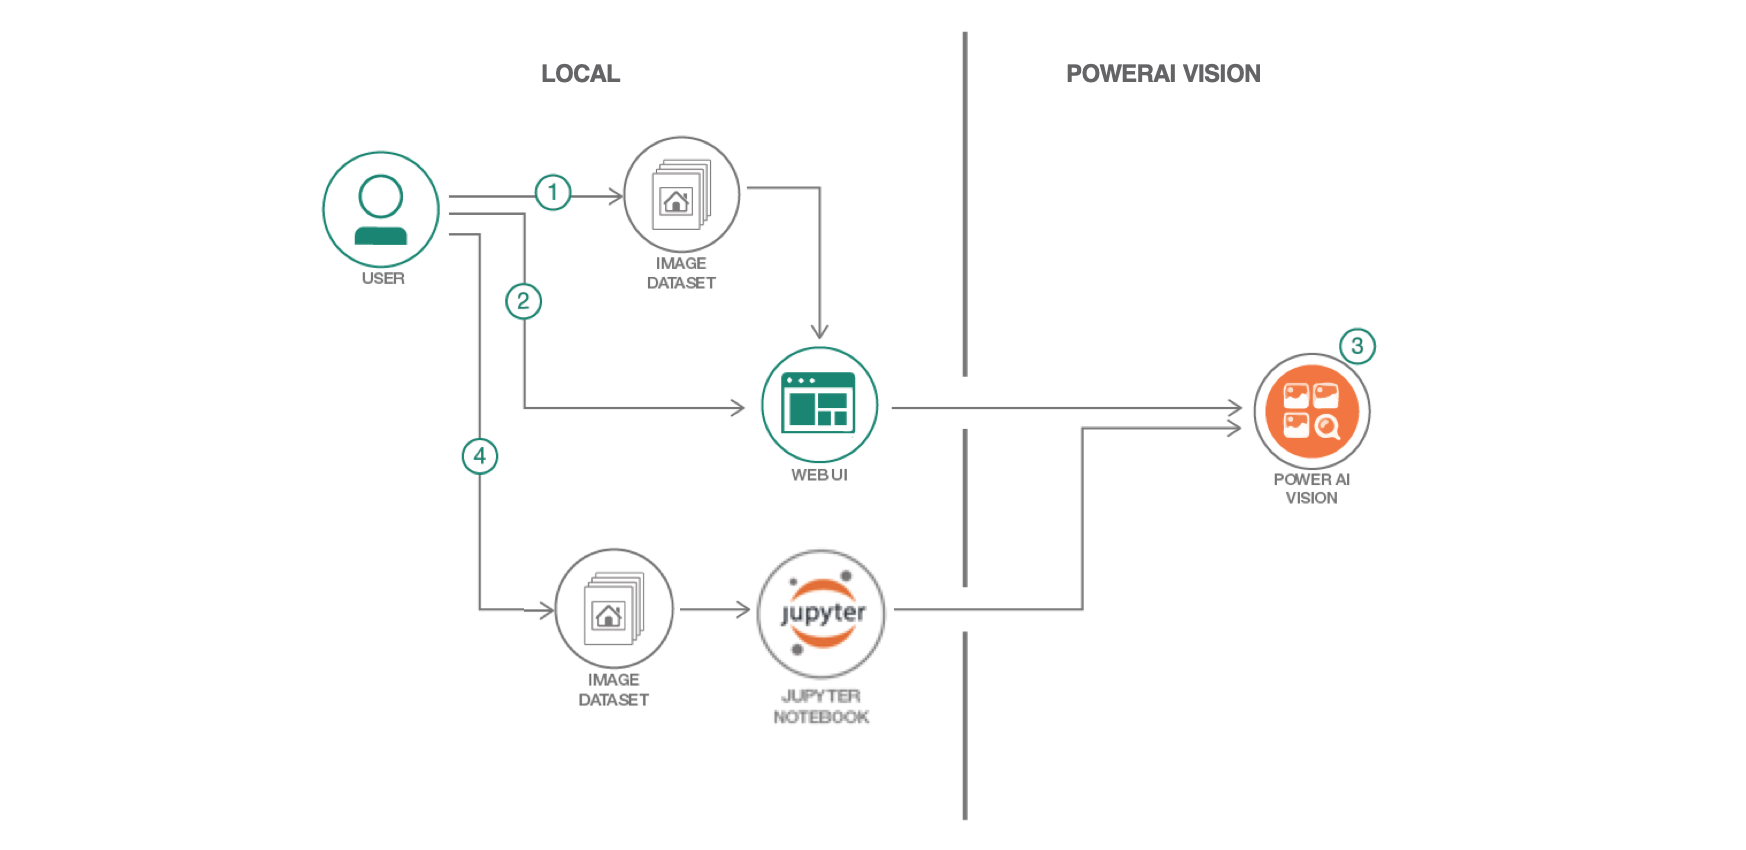 LOCAL
POWERAI VISION
1
IMAGE
DATASET
USER
2
3
WEB UI
POWER AI
VISION
4
jupyter
IMAGE
DATASET
JUPYTER
NOTEBOOK